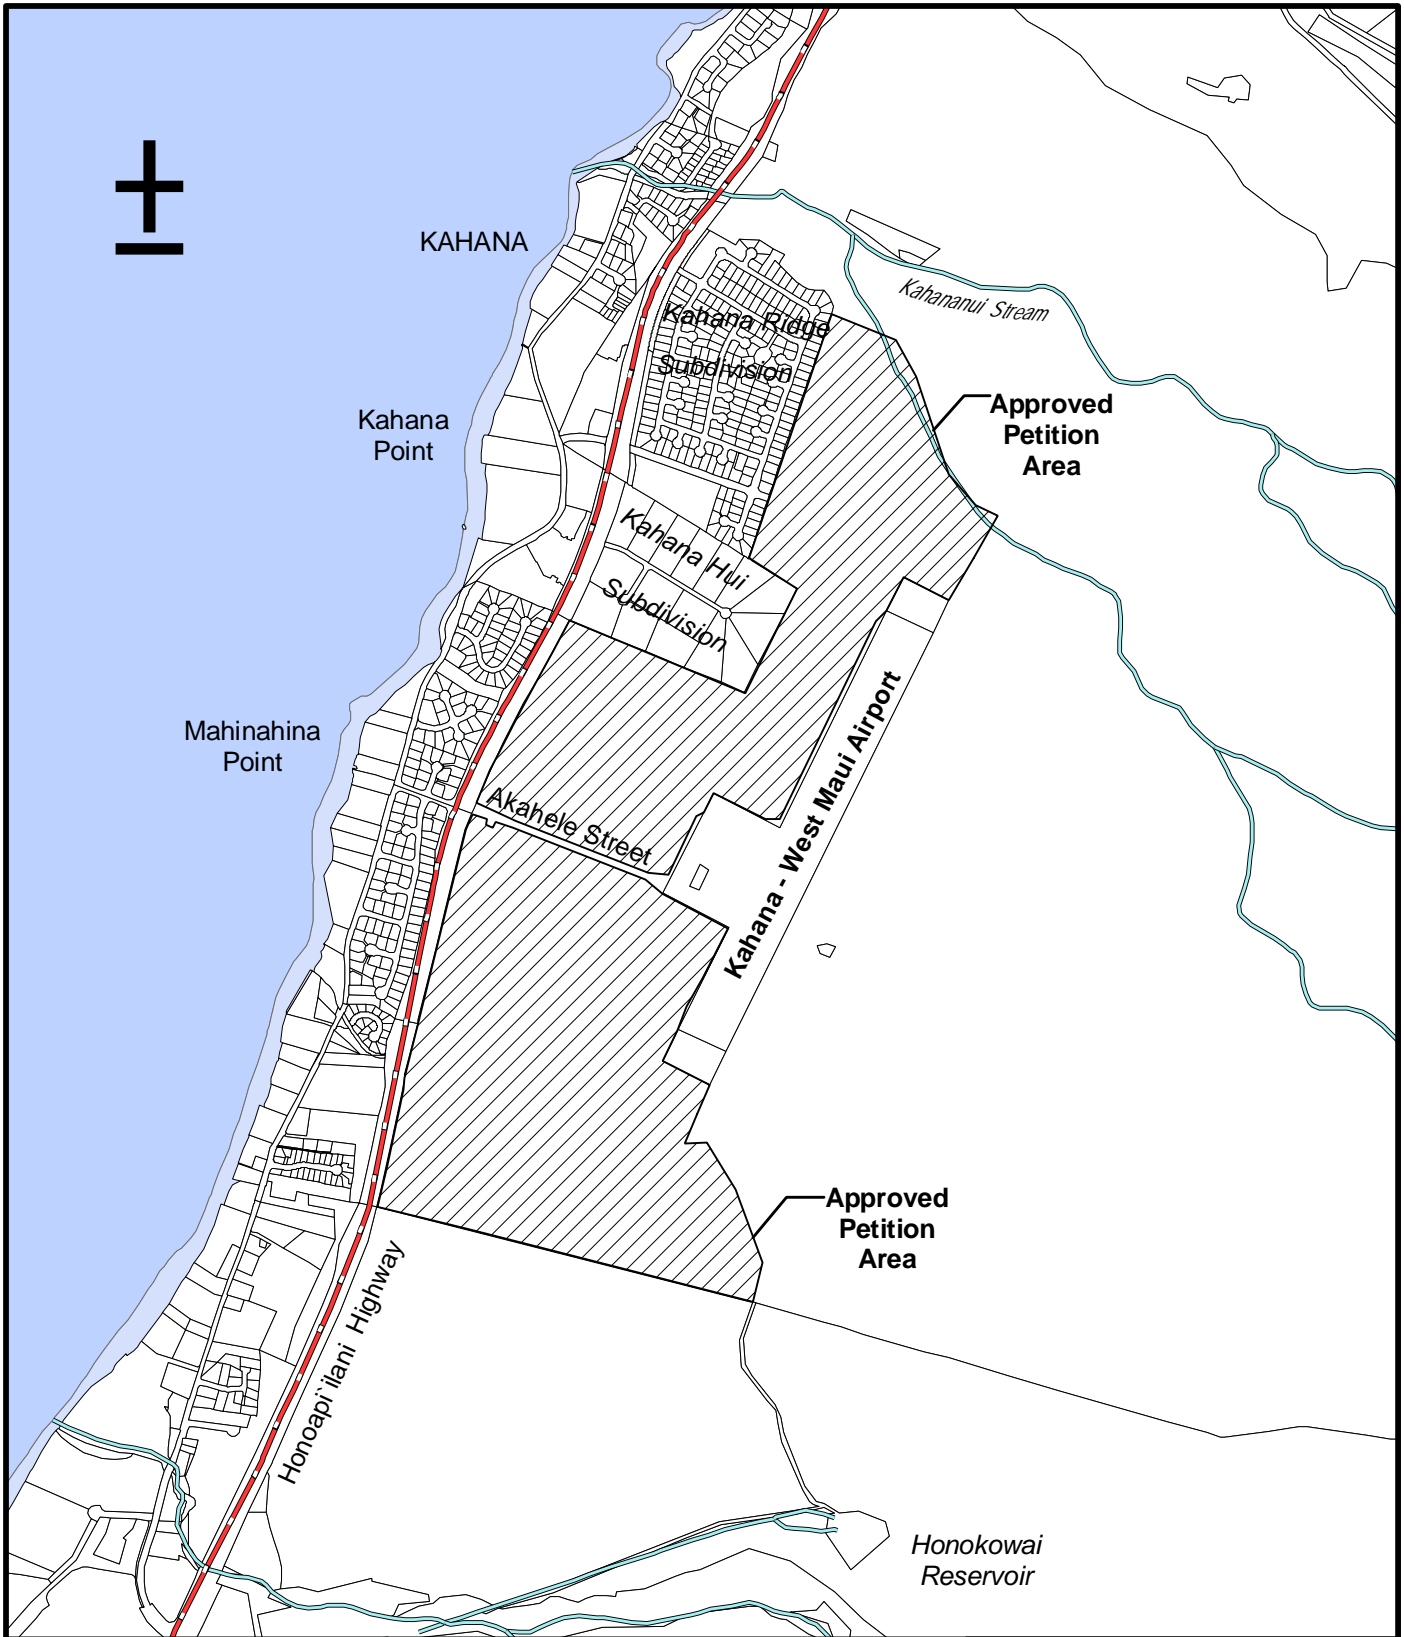 KAHANA
Kahananui Stream
Kahana Ridge
Subdivision
Approved
Petition
Area
Kahana
Point
Kahana Hui
Subdivision
Mahinahina
Point
Kahana - West Maui Airport
Akahele Street
Approved
Petition
Area
Honoapi`ilani Highway
Honokowai
Reservoir